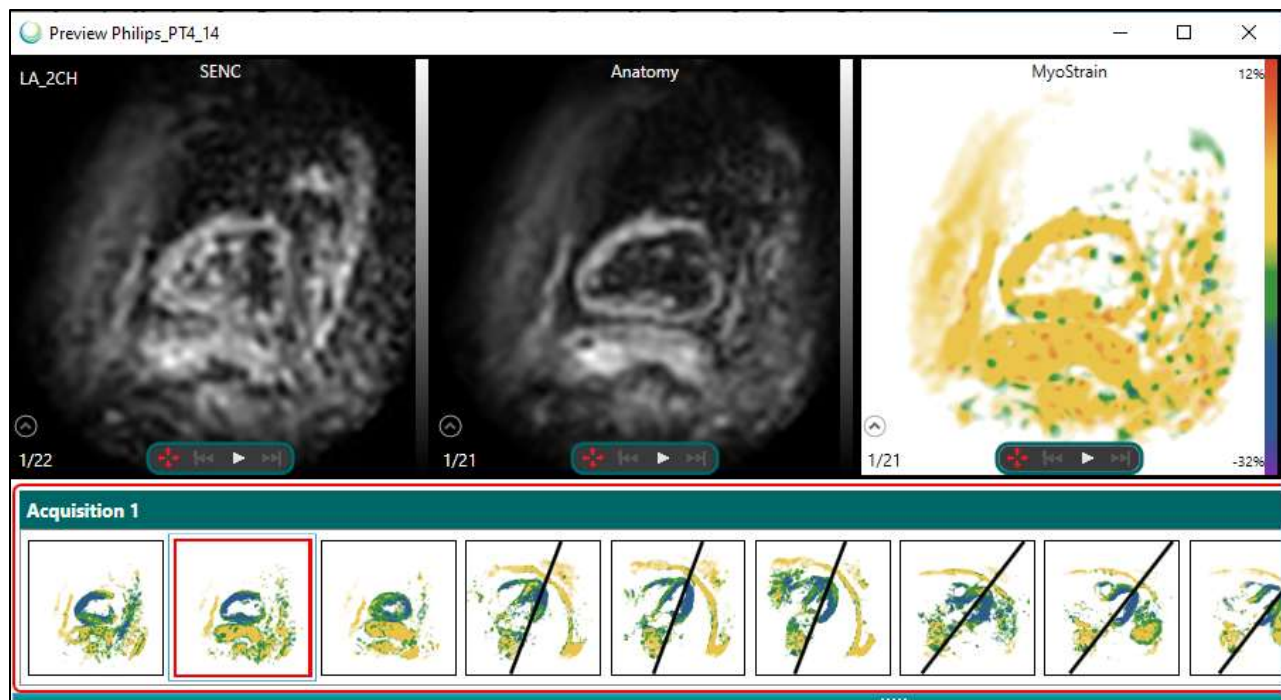 Preview Philips_PT4_14
LA_2CH
SENC
Anatomy
MyoStrain
12%
1/22
1/21
1/21
-32%
Acquisition 1